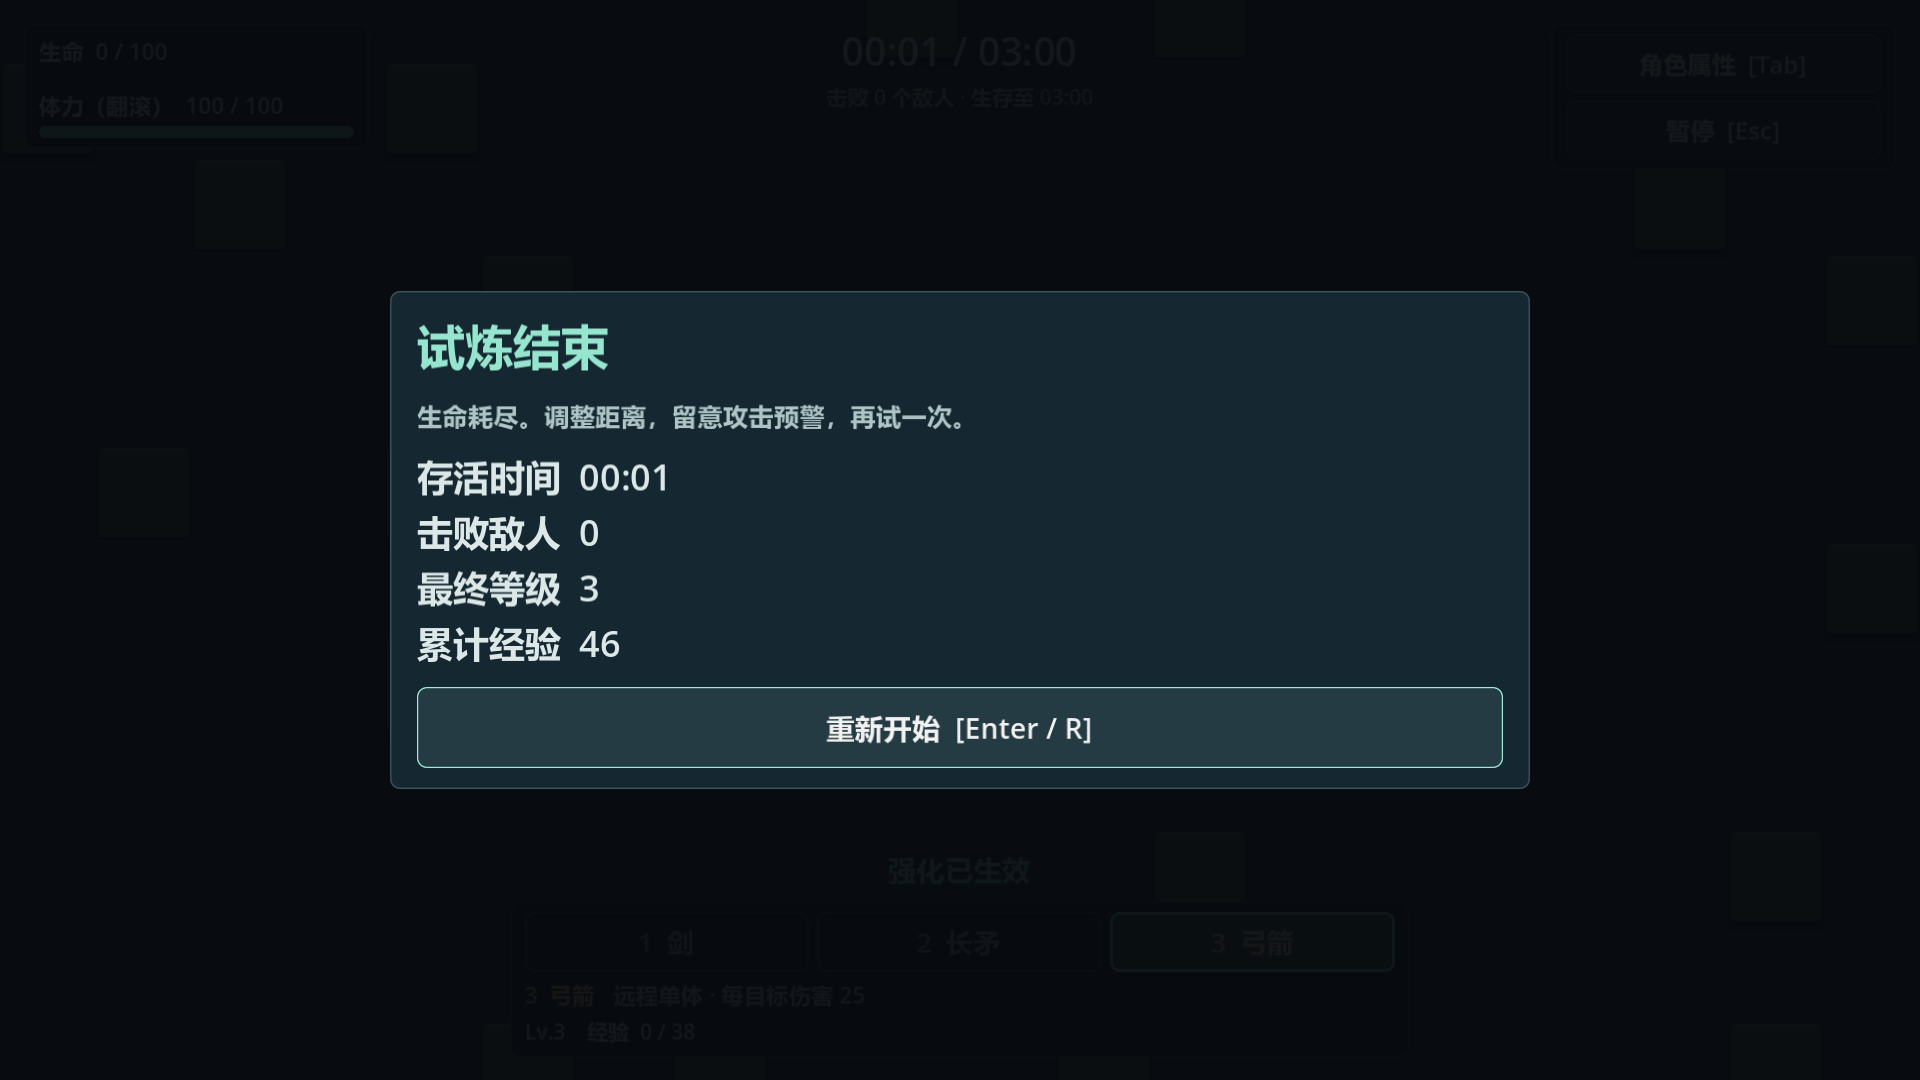 生命 0 / 100
体力（翻滚） 100 / 100
00:01 / 03:00
击败 0 个敌人 · 生存至 03:00
角色属性 [Tab]
暂停 [Esc]
试炼结束
生命耗尽。调整距离，留意攻击预警，再试一次。
存活时间 00:01
击败敌人 0
最终等级 3
累计经验 46
重新开始 [Enter / R]
强化已生效
1 剑
2 长矛
3 弓箭
3 弓箭 远程单体 · 每目标伤害 25
Lv.3 经验 0 / 38